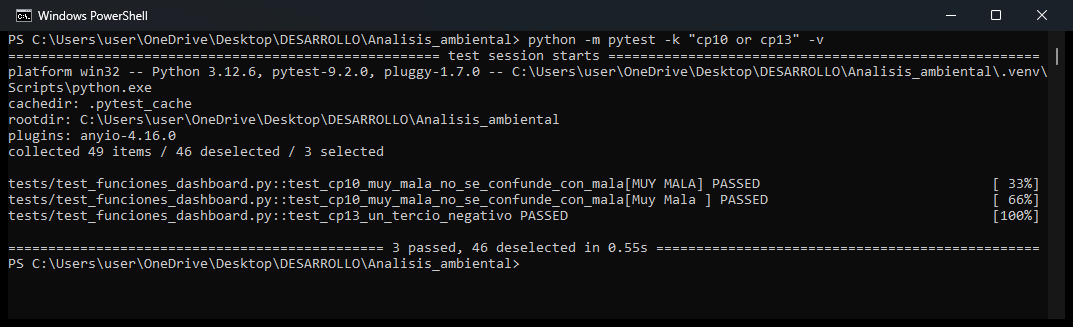 Windows PowerShell
PS C:\Users\user\OneDrive\Desktop\DESARROLLO\Analisis_ambiental> python -m pytest -k "cp10 or cp13" -v
====================================================== test session starts ======================================================
platform win32 -- Python 3.12.6, pytest-9.2.0, pluggy-1.7.0 -- C:\Users\user\OneDrive\Desktop\DESARROLLO\Analisis_ambiental\.venv\
Scripts\python.exe
cachedir: .pytest_cache
rootdir: C:\Users\user\OneDrive\Desktop\DESARROLLO\Analisis_ambiental
plugins: anyio-4.16.0
collected 49 items / 46 deselected / 3 selected
tests/test_funciones_dashboard.py::test_cp10_muy_mala_no_se_confunde_con_mala[MUY MALA] PASSED [ 33%]
tests/test_funciones_dashboard.py::test_cp10_muy_mala_no_se_confunde_con_mala[Muy Mala ] PASSED [ 66%]
tests/test_funciones_dashboard.py::test_cp13_un_tercio_negativo PASSED [100%]
=============================================== 3 passed, 46 deselected in 0.55s ================================================
PS C:\Users\user\OneDrive\Desktop\DESARROLLO\Analisis_ambiental>